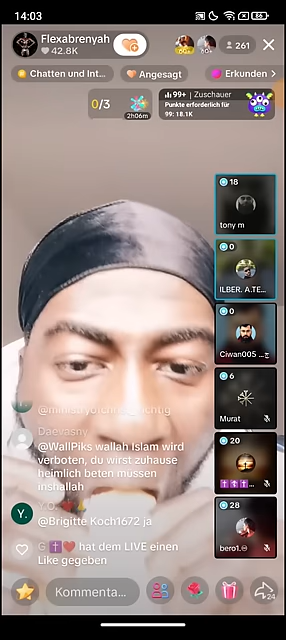 14:03
86
Flexabrenyah
42.8K
261
Chatten und Int...
Angesagt
Erkunden
0/3
2h06m
99+ | Zuschauer
Punkte erforderlich für
99: 18.1K
18
tony m
0
ILBER. A.TE...
0
Ciwan005
6
Murat
20
28
bero1.
Daevasny
@WallPiks wallah Islam wird
verboten, du wirst zuhause
heimlich beten müssen
inshallah
Y.
@Brigitte Koch1672 ja
G
hat dem LIVE einen
Like gegeben
Kommenta...
24